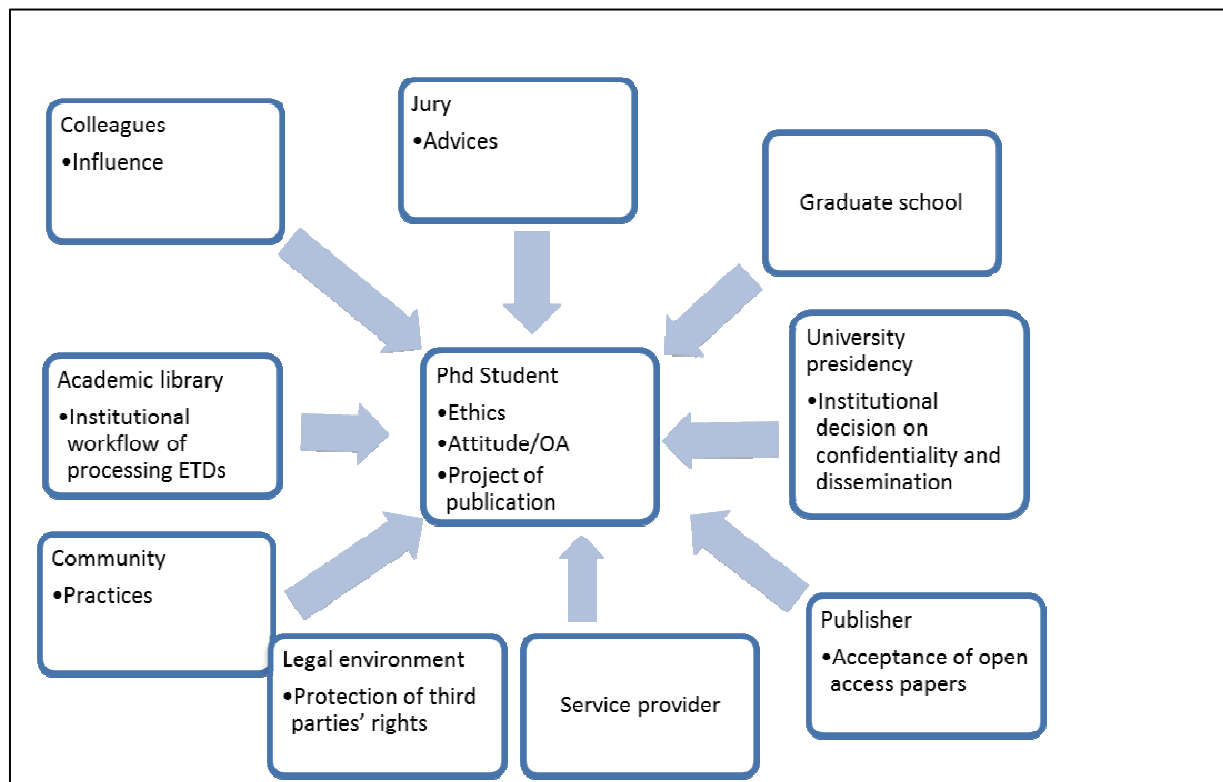 Colleagues
•Influence
Jury
•Advices
Graduate school
Academic library
•Institutional
workflow of
processing ETDs
Phd Student
•Ethics
•Attitude/OA
•Project of
publication
University
presidency
•Institutional
decision on
confidentiality and
dissemination
Community
•Practices
Legal environment
•Protection of third
parties’ rights
Service provider
Publisher
•Acceptance of open
access papers